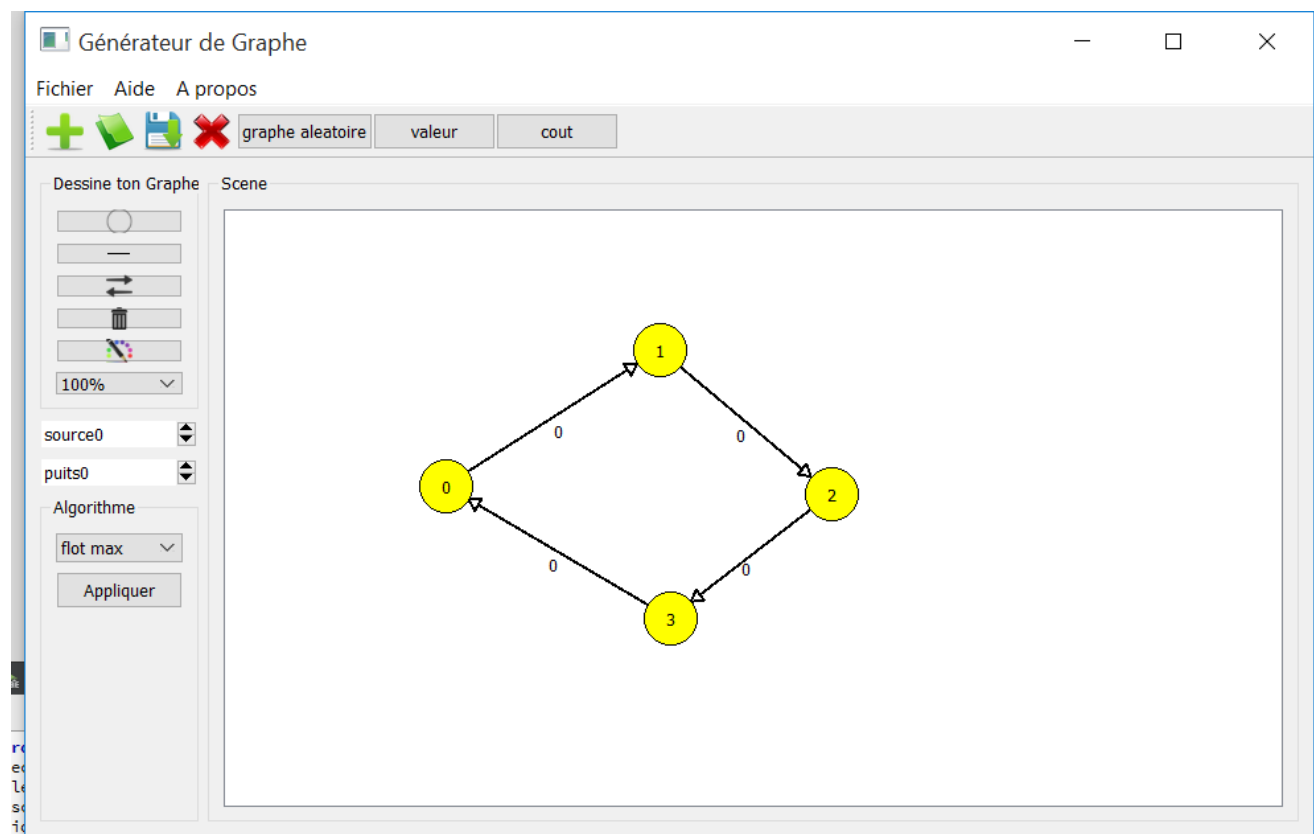 Générateur de Graphe
Fichier Aide A propos
graphe aleatoire valeur cout
Dessine ton Graphe
Scene
100%
source0
puits0
Algorithme
flot max
Appliquer
1
0
0
0
2
0
0
3